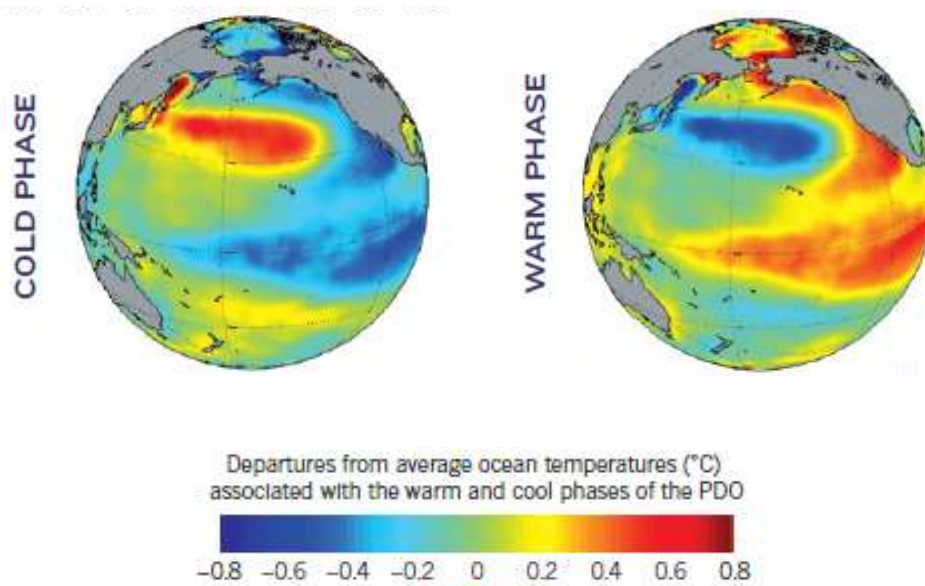 COLD PHASE
WARM PHASE
Departures from average ocean temperatures (°C)
associated with the warm and cool phases of the PDO
−0.8 −0.6 −0.4 −0.2 0 0.2 0.4 0.6 0.8